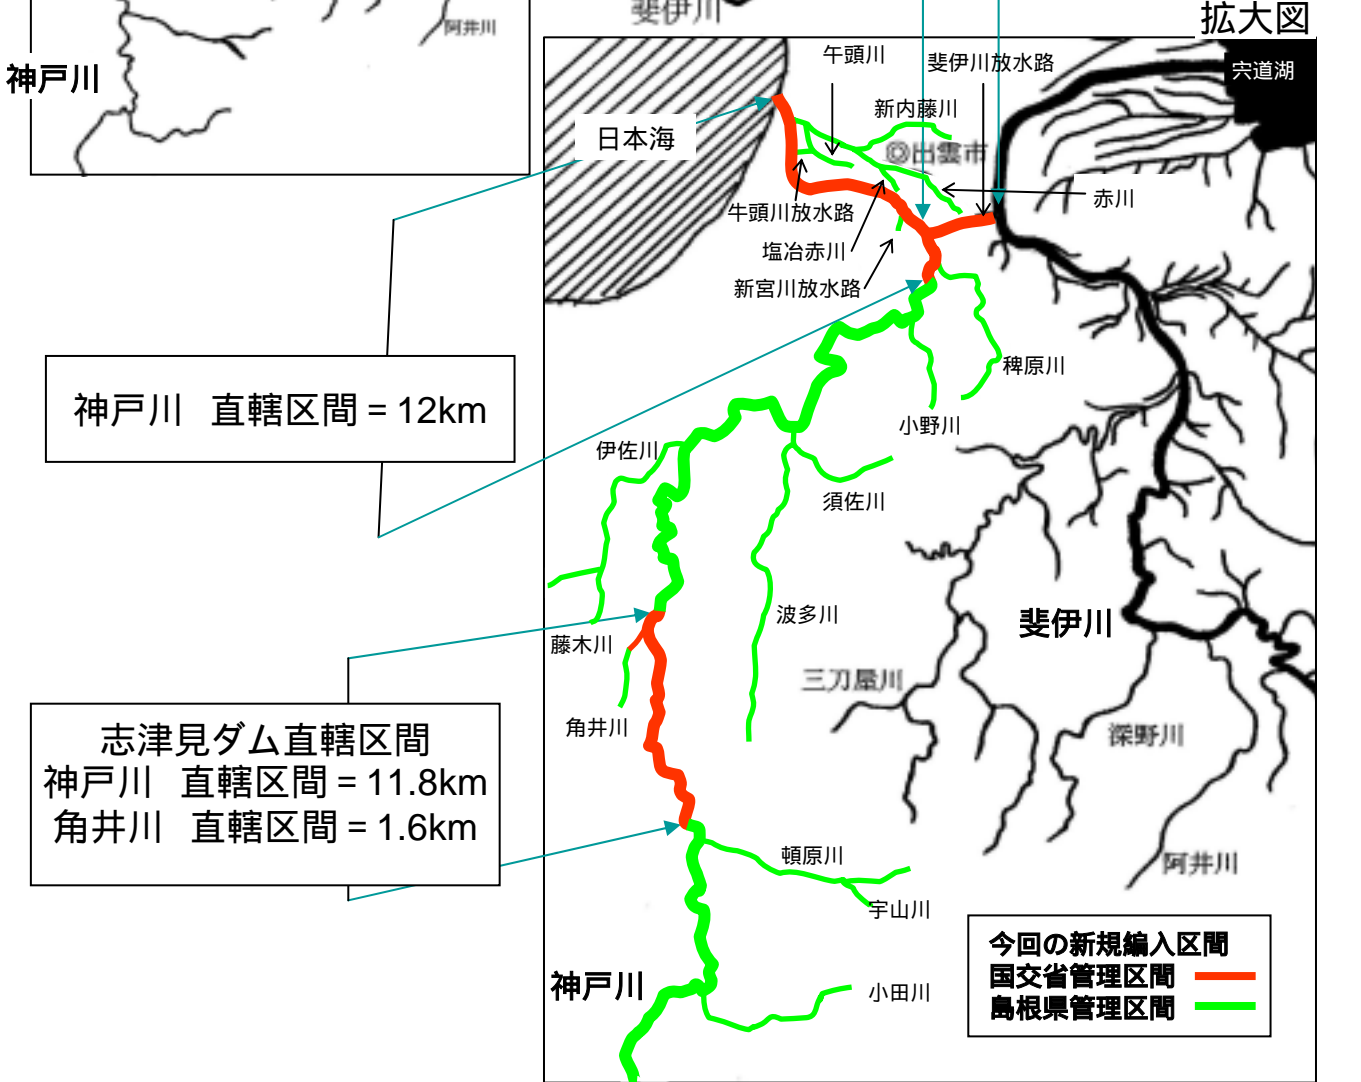 阿井川
神戸川
斐伊川
拡大図
宍道湖
午頭川
斐伊川放水路
新内藤川
日本海
◎出雲市
赤川
午頭川放水路
塩冶赤川
新宮川放水路
稗原川
神戸川 直轄区間 = 12km
小野川
伊佐川
須佐川
波多川
斐伊川
藤木川
三刀屋川
角井川
深野川
志津見ダム直轄区間
神戸川 直轄区間 = 11.8km
角井川 直轄区間 = 1.6km
頓原川
阿井川
宇山川
神戸川
小田川
今回の新規編入区間
国交省管理区間
島根県管理区間